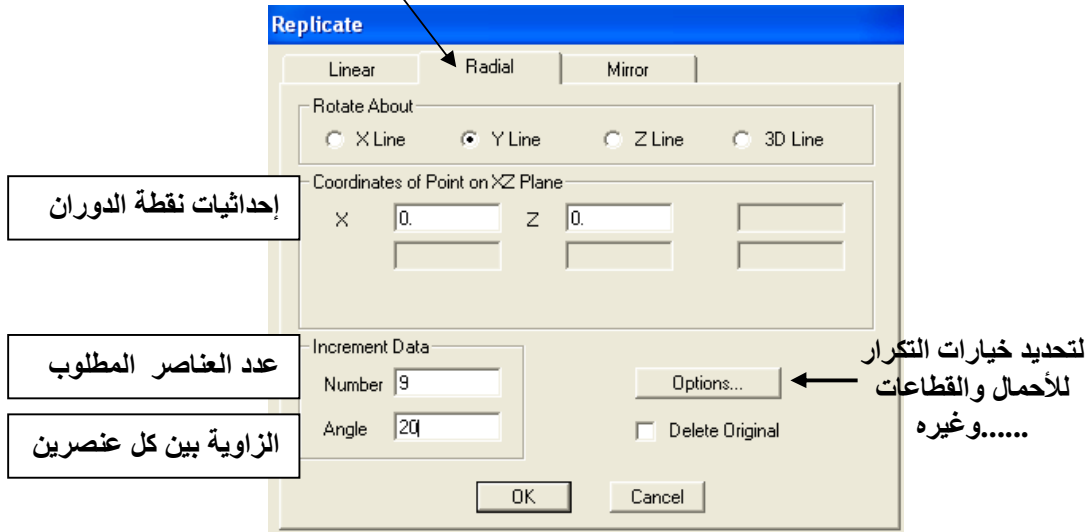 Replicate
Linear Radial Mirror
Rotate About
X Line Y Line Z Line 3D Line
Coordinates of Point on XZ Plane
إحداثيات نقطة الدوران
X 0. Z 0.
Increment Data
عدد العناصر المطلوب
Number 9
Options...
لتحديد خيارات التكرار
للأحمال والقطاعات
......وغيره
Angle 20
Delete Original
الزاوية بين كل عنصرين
OK Cancel